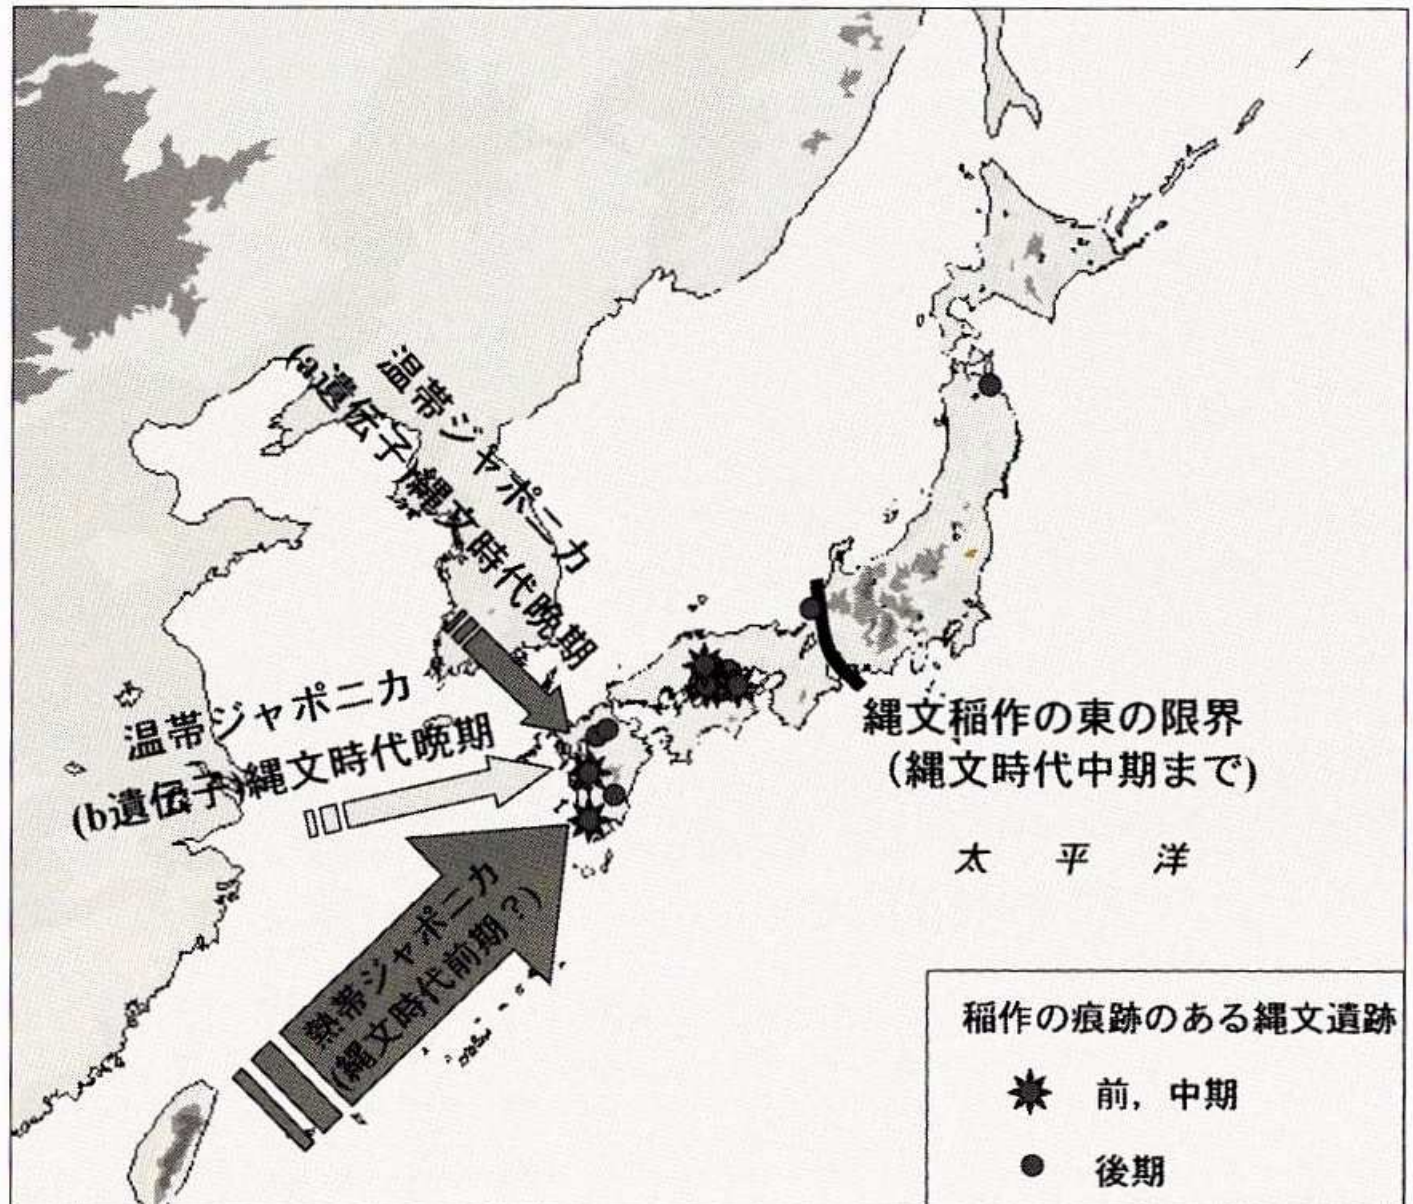 温帯ジャポニカ
(a遺伝子)縄文時代晩期
温帯ジャポニカ
(b遺伝子)縄文時代晩期
熱帯ジャポニカ
(縄文時代前期？)
縄文稲作の東の限界
（縄文時代中期まで)
太平洋
稲作の痕跡のある縄文遺跡
前，中期
後期